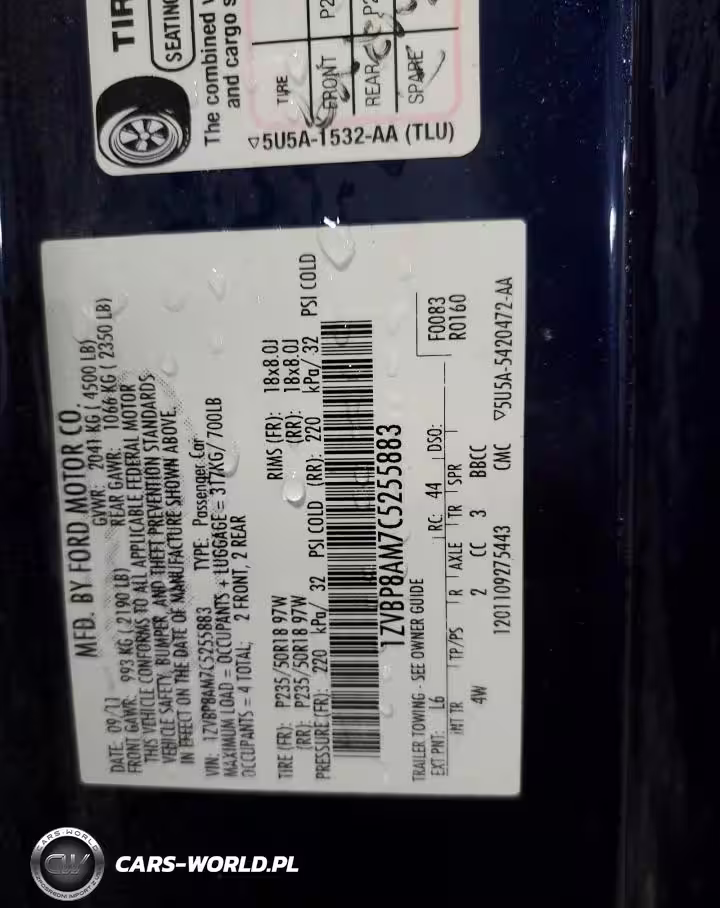 TIR
SEATING
The combined w
and cargo s
TIRE
FRONT P2
REAR P2
SPARE
▽5U5A-1532-AA (TLU)
MFD. BY FORD MOTOR CO.
DATE: 09/11 GVWR: 2041 KG ( 4500 LB)
FRONT GAWR: 993 KG ( 2190 LB) REAR GAWR: 1066 KG ( 2350 LB)
THIS VEHICLE CONFORMS TO ALL APPLICABLE FEDERAL MOTOR
VEHICLE SAFETY, BUMPER, AND THEFT PREVENTION STANDARDS
IN EFFECT ON THE DATE OF MANUFACTURE SHOWN ABOVE.
VIN: 1ZVBP8AM7C5255883 TYPE: Passenger Car
MAXIMUM LOAD = OCCUPANTS + LUGGAGE = 317KG/ 700LB
OCCUPANTS = 4 TOTAL; 2 FRONT, 2 REAR
TIRE (FR): P235/50R18 97W RIMS (FR): 18x8.0J
(RR): P235/50R18 97W (RR): 18x8.0J
PRESSURE (FR): 220 kPa/ 32 PSI COLD (RR): 220 kPa/ 32 PSI COLD
1ZVBP8AM7C5255883
TRAILER TOWING - SEE OWNER GUIDE
EXT PNT: L6 RC: 44 DSO: F0083
R0160
INT TR TP/PS R AXLE TR SPR
4W 2 CC 3 BBCC
1201109275443 CMC ▽5U5A-5420472-AA
CARS-WORLD
CW
CARS-WORLD.PL